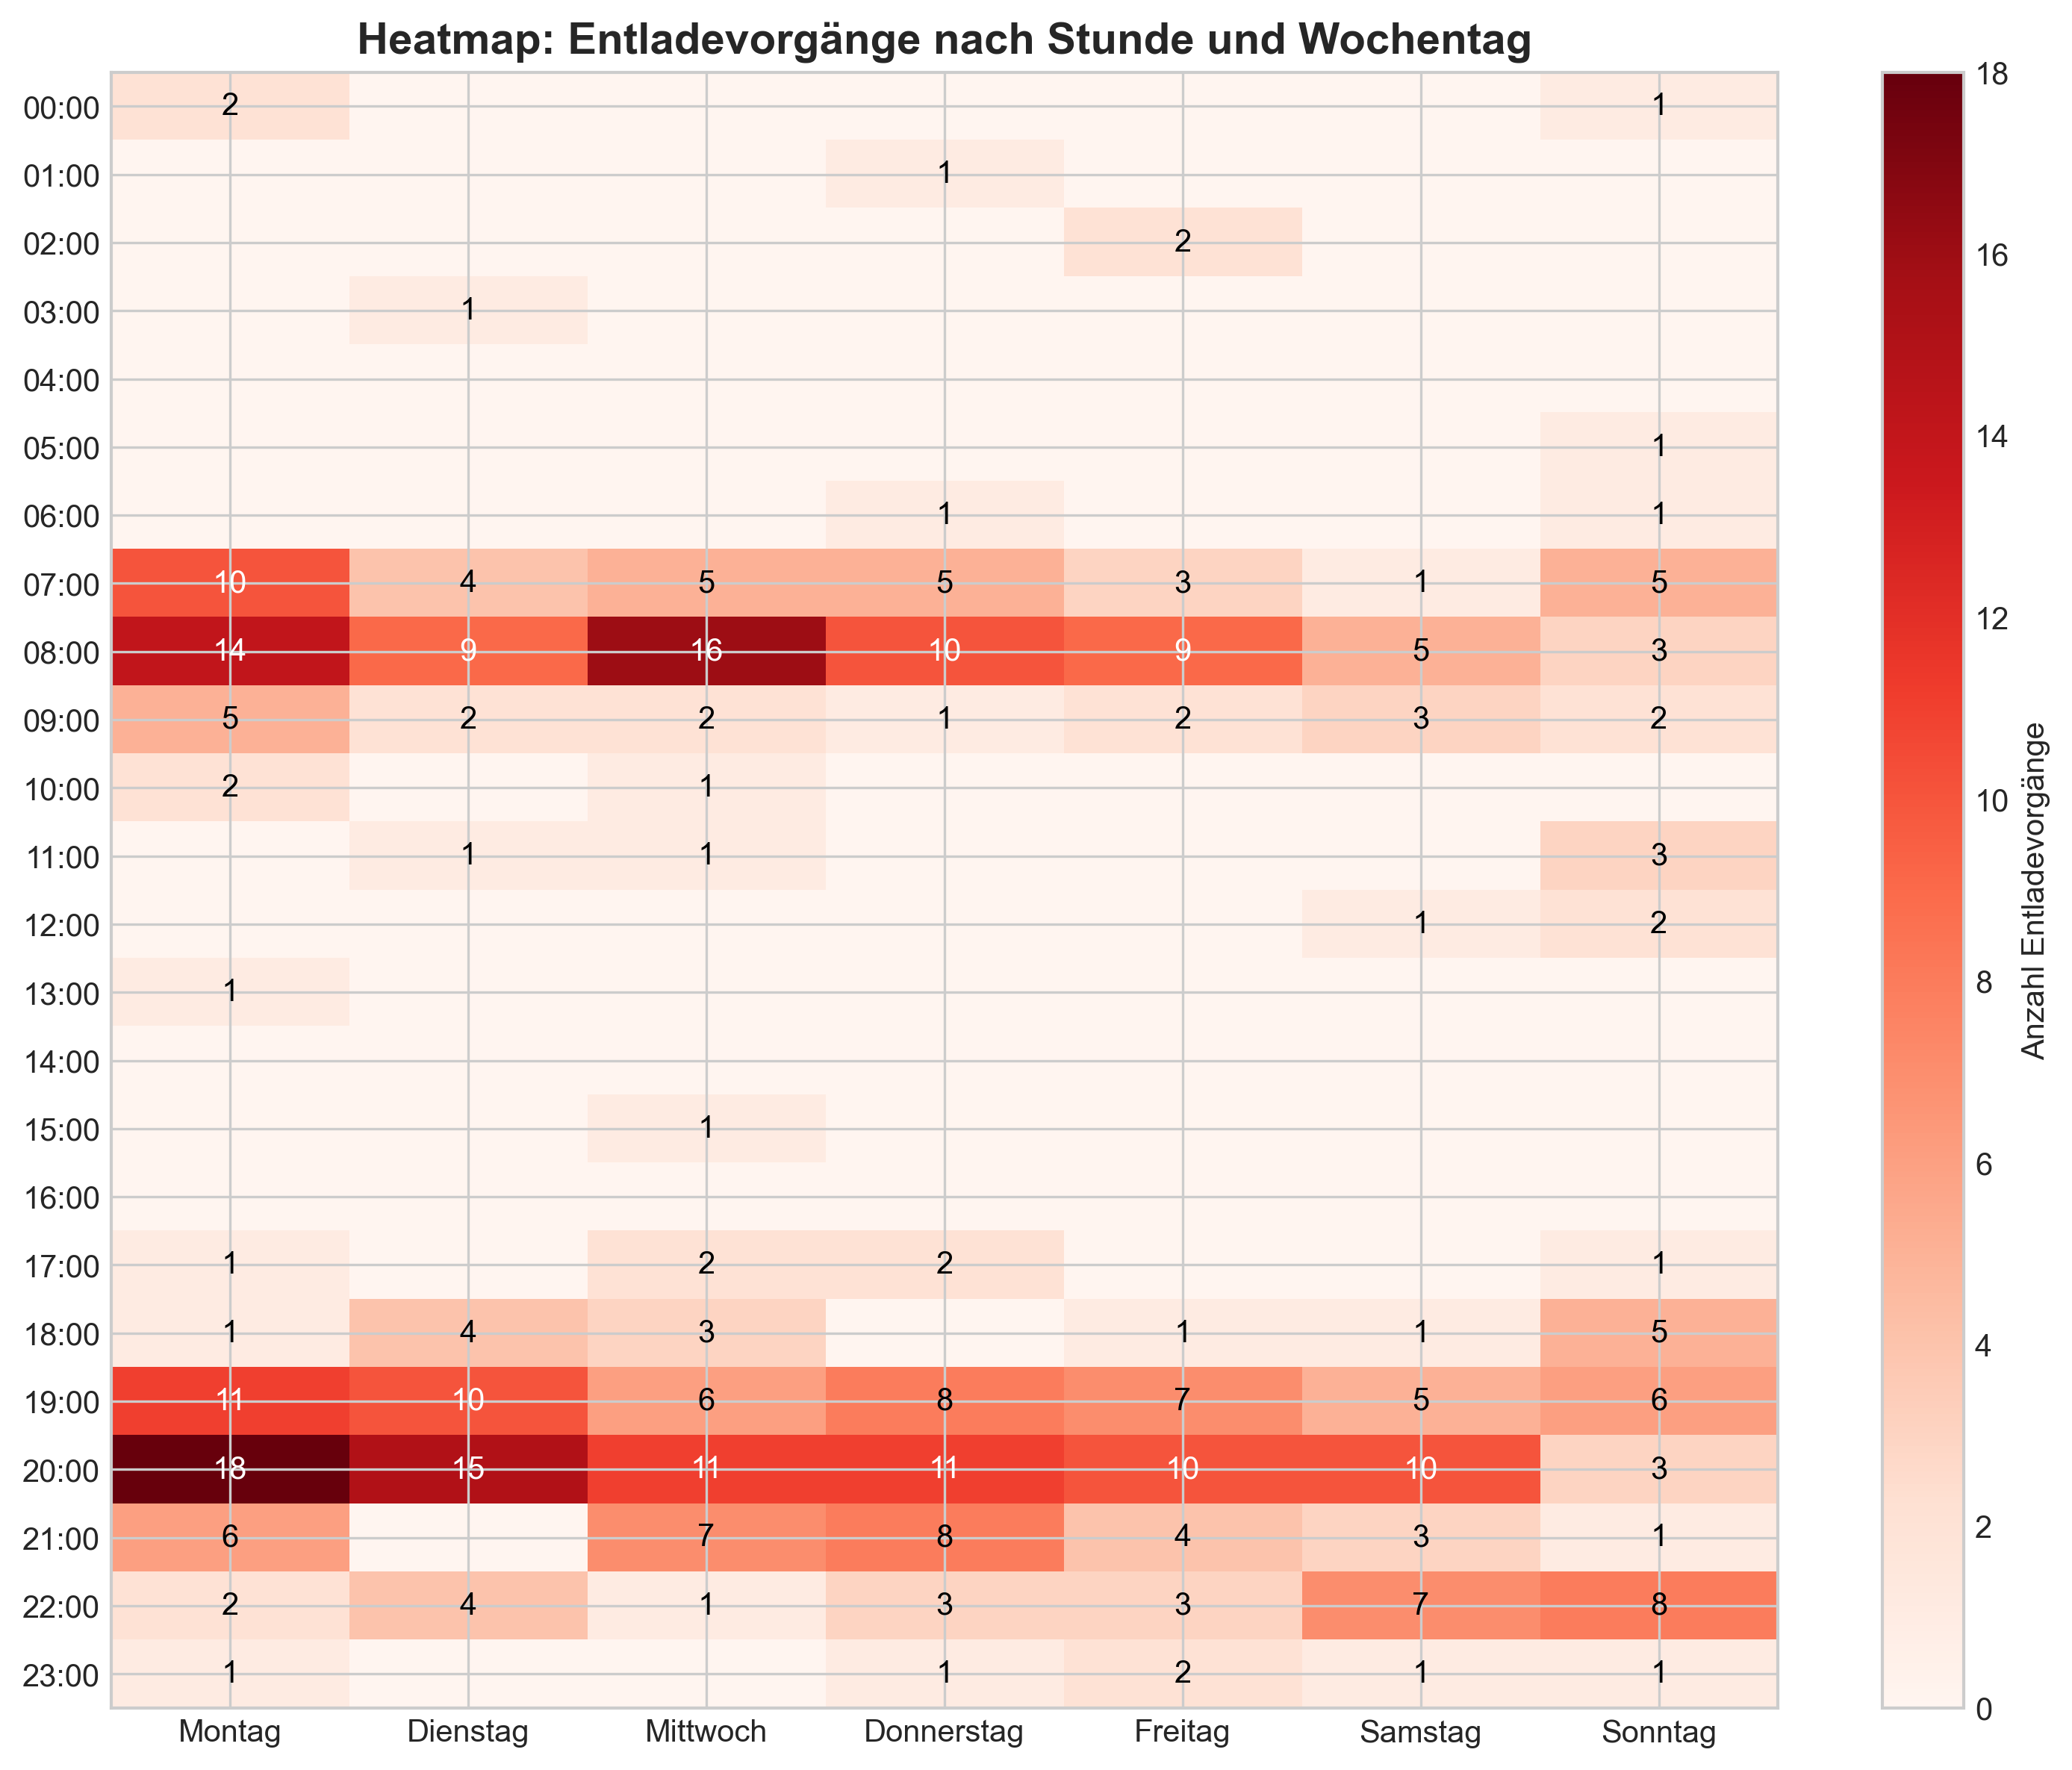 Heatmap: Entladevorgänge nach Stunde und Wochentag
00:00 2 1
01:00 1
02:00 2
03:00 1
04:00
05:00 1
06:00 1 1
07:00 10 4 5 5 3 1 5
08:00 14 9 16 10 9 5 3
09:00 5 2 2 1 2 3 2
10:00 2 1
11:00 1 1 3
12:00 1 2
13:00 1
14:00
15:00 1
16:00
17:00 1 2 2 1
18:00 1 4 3 1 1 5
19:00 11 10 6 8 7 5 6
20:00 18 15 11 11 10 10 3
21:00 6 7 8 4 3 1
22:00 2 4 1 3 3 7 8
23:00 1 1 2 1 1
Montag Dienstag Mittwoch Donnerstag Freitag Samstag Sonntag
18
16
14
12
10
8
6
4
2
0
Anzahl Entladevorgänge